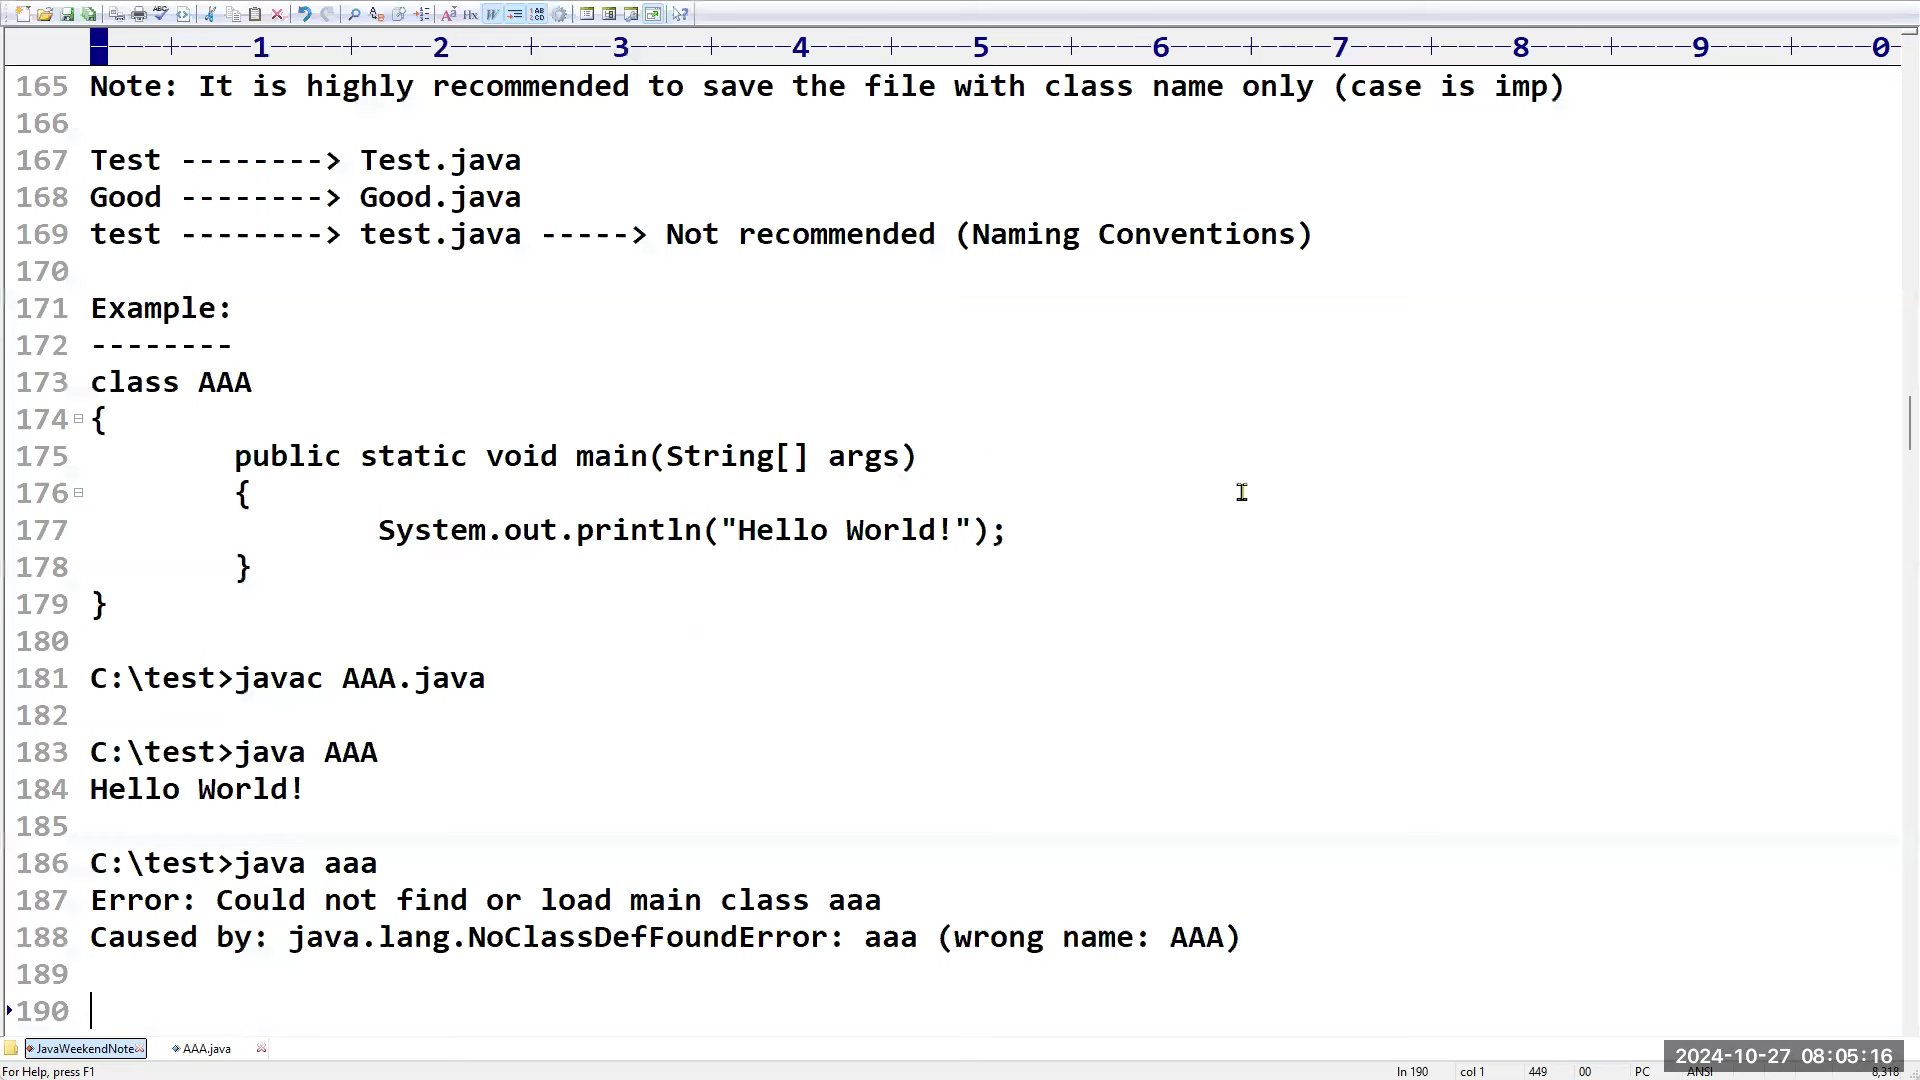 ----+----1----+----2----+----3----+----4----+----5----+----6----+----7----+----8----+----9----+----0
165 Note: It is highly recommended to save the file with class name only (case is imp)
166
167 Test --------> Test.java
168 Good --------> Good.java
169 test --------> test.java -----> Not recommended (Naming Conventions)
170
171 Example:
172 --------
173 class AAA
174 {
175 public static void main(String[] args)
176 {
177 System.out.println("Hello World!");
178 }
179 }
180
181 C:\test>javac AAA.java
182
183 C:\test>java AAA
184 Hello World!
185
186 C:\test>java aaa
187 Error: Could not find or load main class aaa
188 Caused by: java.lang.NoClassDefFoundError: aaa (wrong name: AAA)
189
190
JavaWeekendNote AAA.java
2024-10-27 08:05:16
For Help, press F1 ln 190 col 1 449 00 PC ANSI 8,318